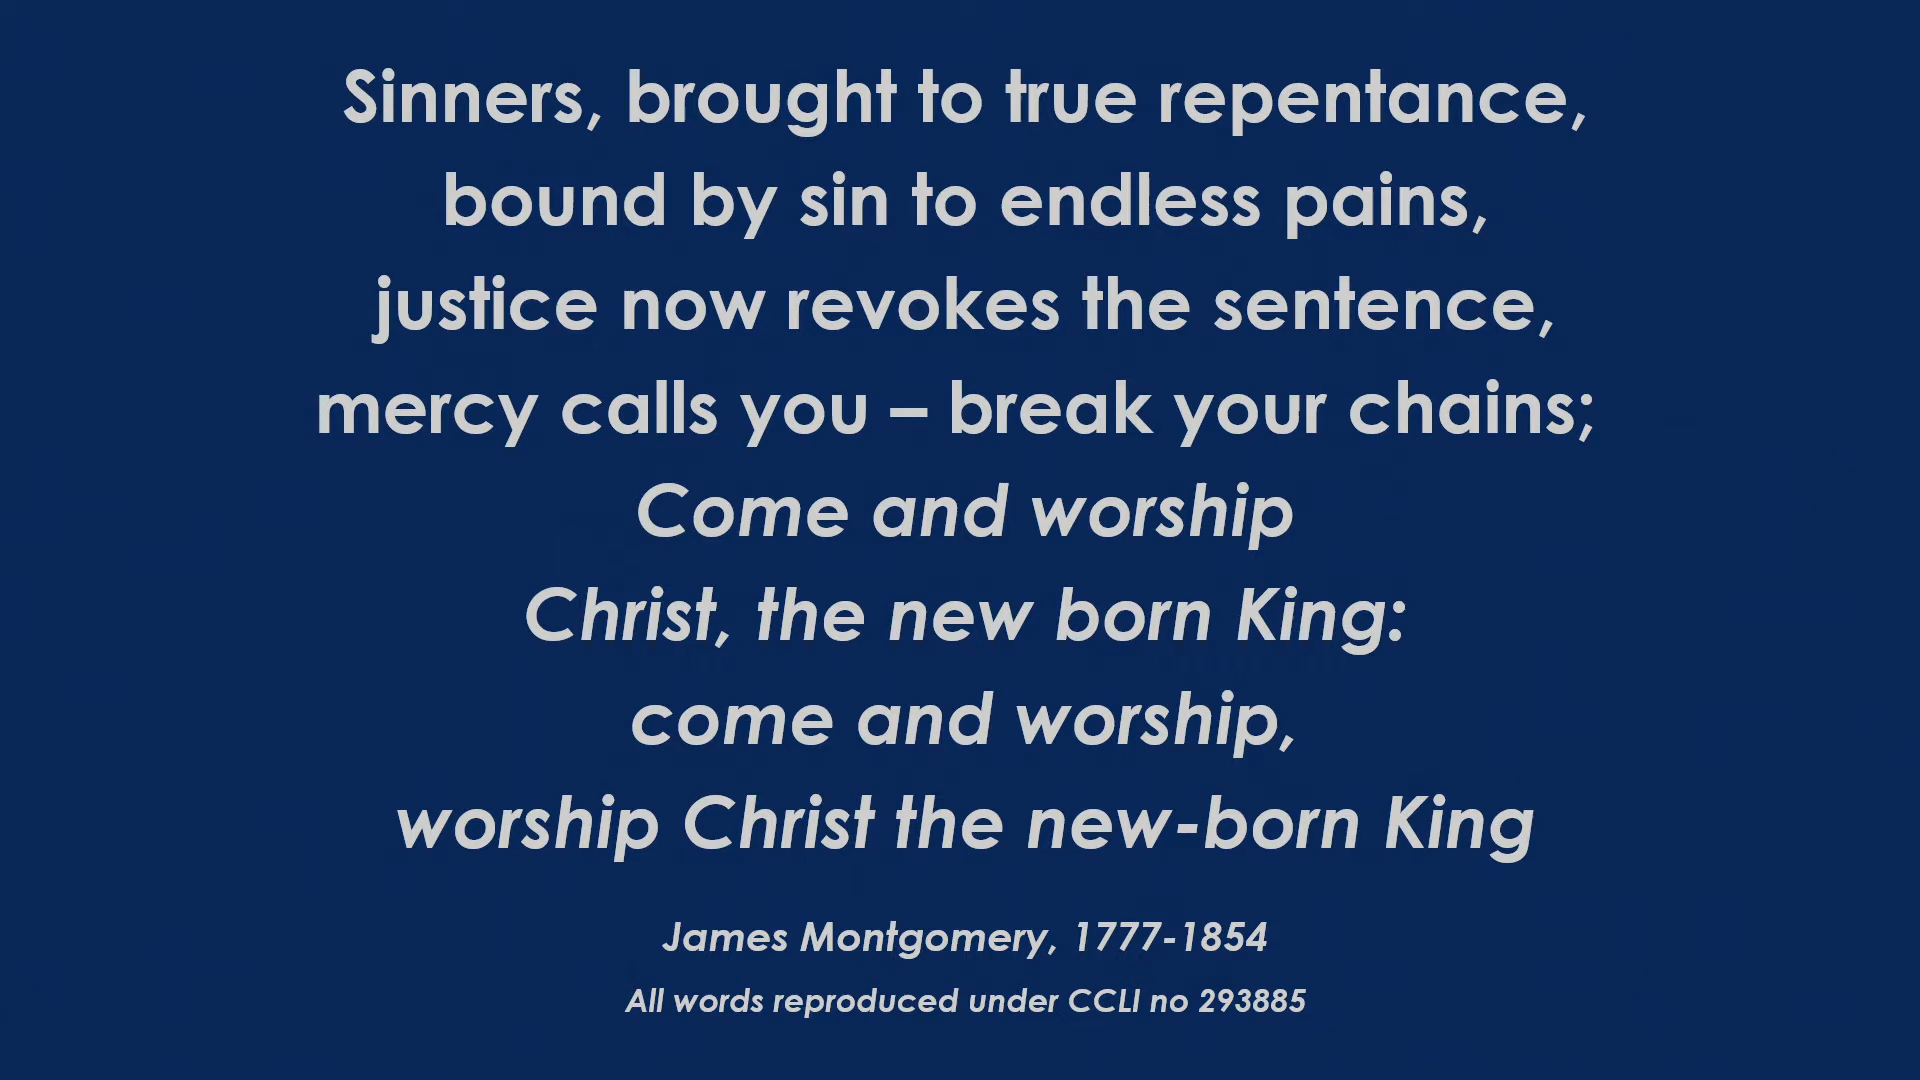 Sinners, brought to true repentance,
bound by sin to endless pains,
justice now revokes the sentence,
mercy calls you – break your chains;
Come and worship
Christ, the new born King:
come and worship,
worship Christ the new-born King
James Montgomery, 1777-1854
All words reproduced under CCLI no 293885